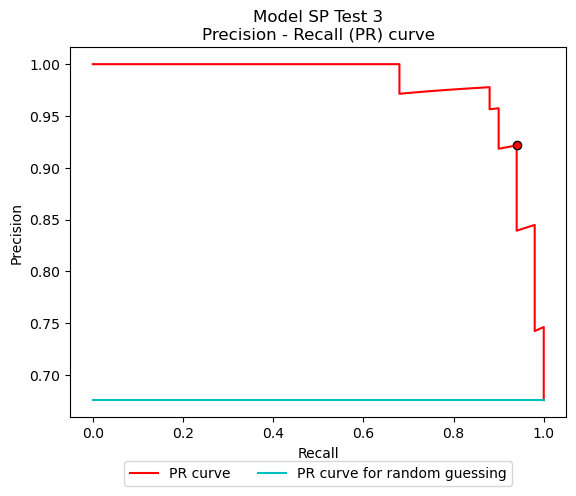 Model SP Test 3
Precision - Recall (PR) curve
1.00
0.95
0.90
0.85
0.80
0.75
0.70
Precision
0.0 0.2 0.4 0.6 0.8 1.0
Recall
PR curve PR curve for random guessing